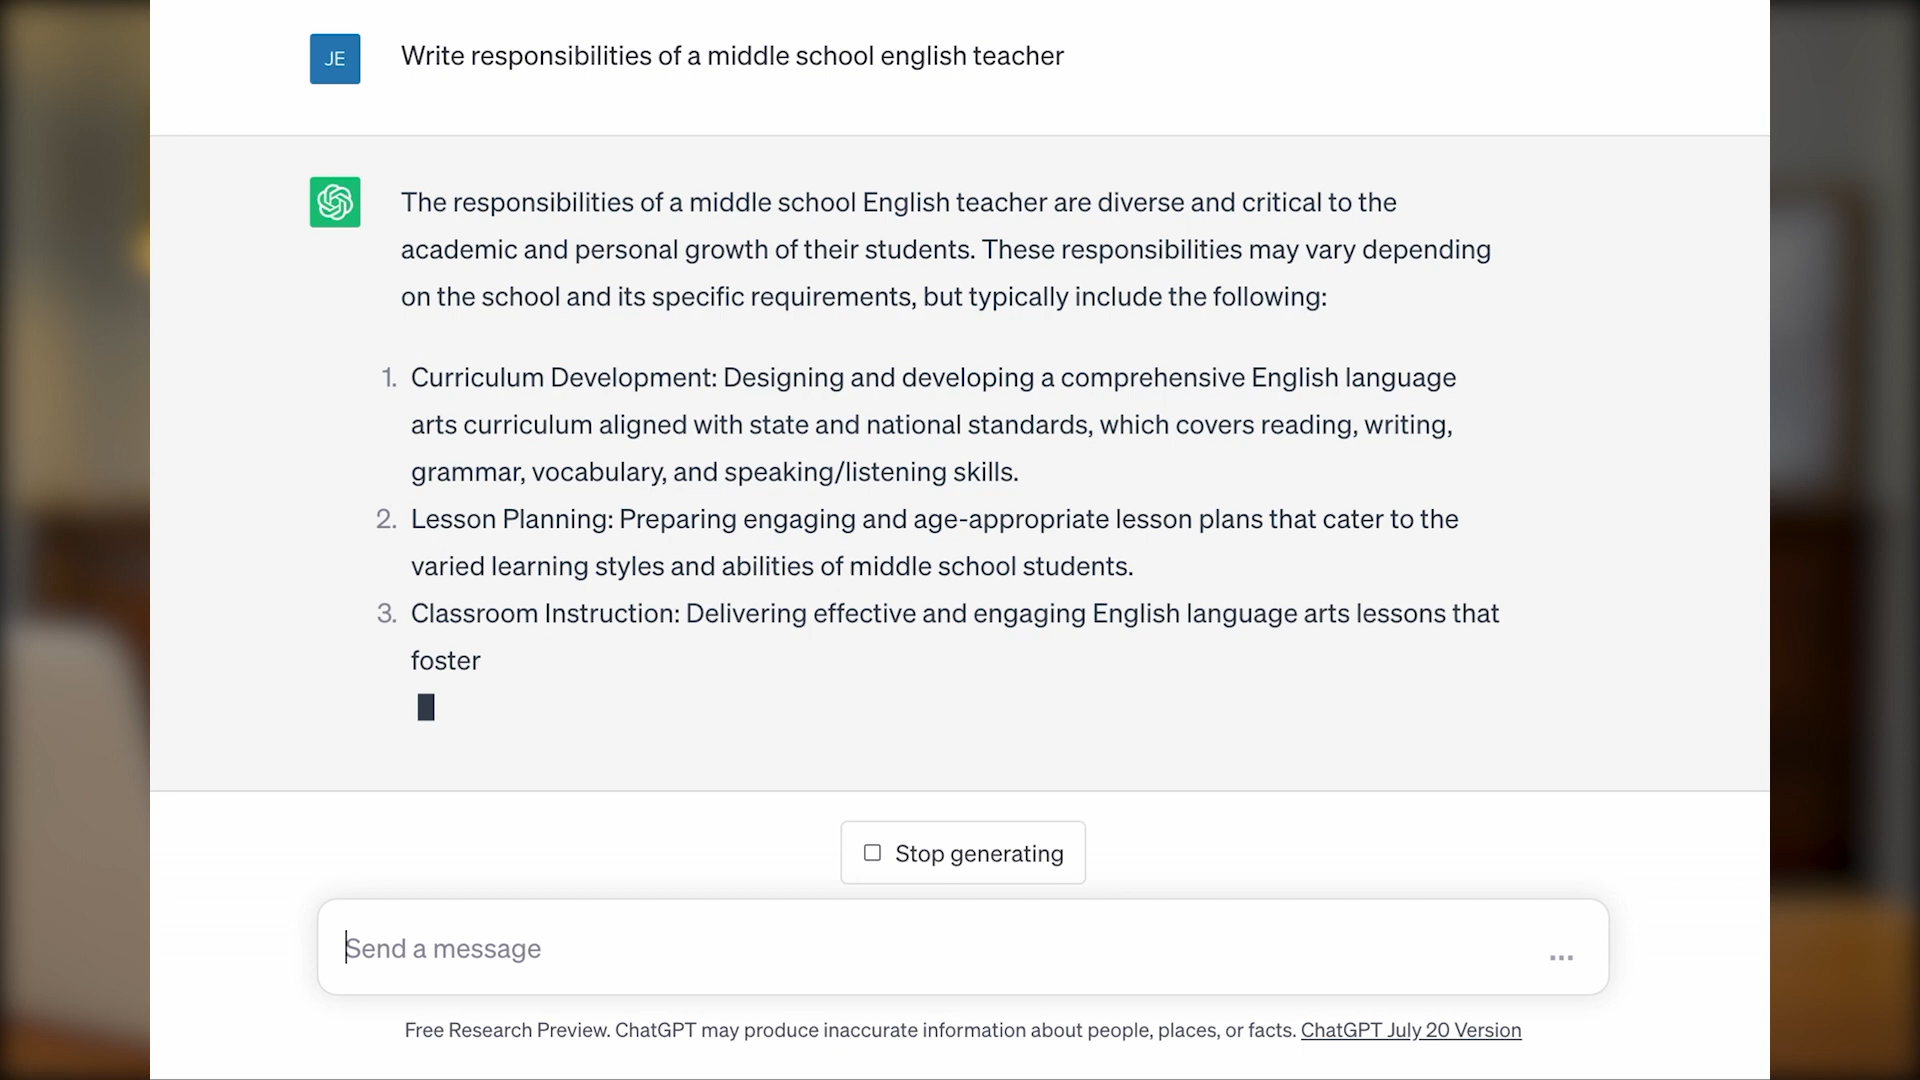 JE
Write responsibilities of a middle school english teacher
The responsibilities of a middle school English teacher are diverse and critical to the
academic and personal growth of their students. These responsibilities may vary depending
on the school and its specific requirements, but typically include the following:
1. Curriculum Development: Designing and developing a comprehensive English language
arts curriculum aligned with state and national standards, which covers reading, writing,
grammar, vocabulary, and speaking/listening skills.
2. Lesson Planning: Preparing engaging and age-appropriate lesson plans that cater to the
varied learning styles and abilities of middle school students.
3. Classroom Instruction: Delivering effective and engaging English language arts lessons that
foster
Stop generating
Send a message
Free Research Preview. ChatGPT may produce inaccurate information about people, places, or facts. ChatGPT July 20 Version